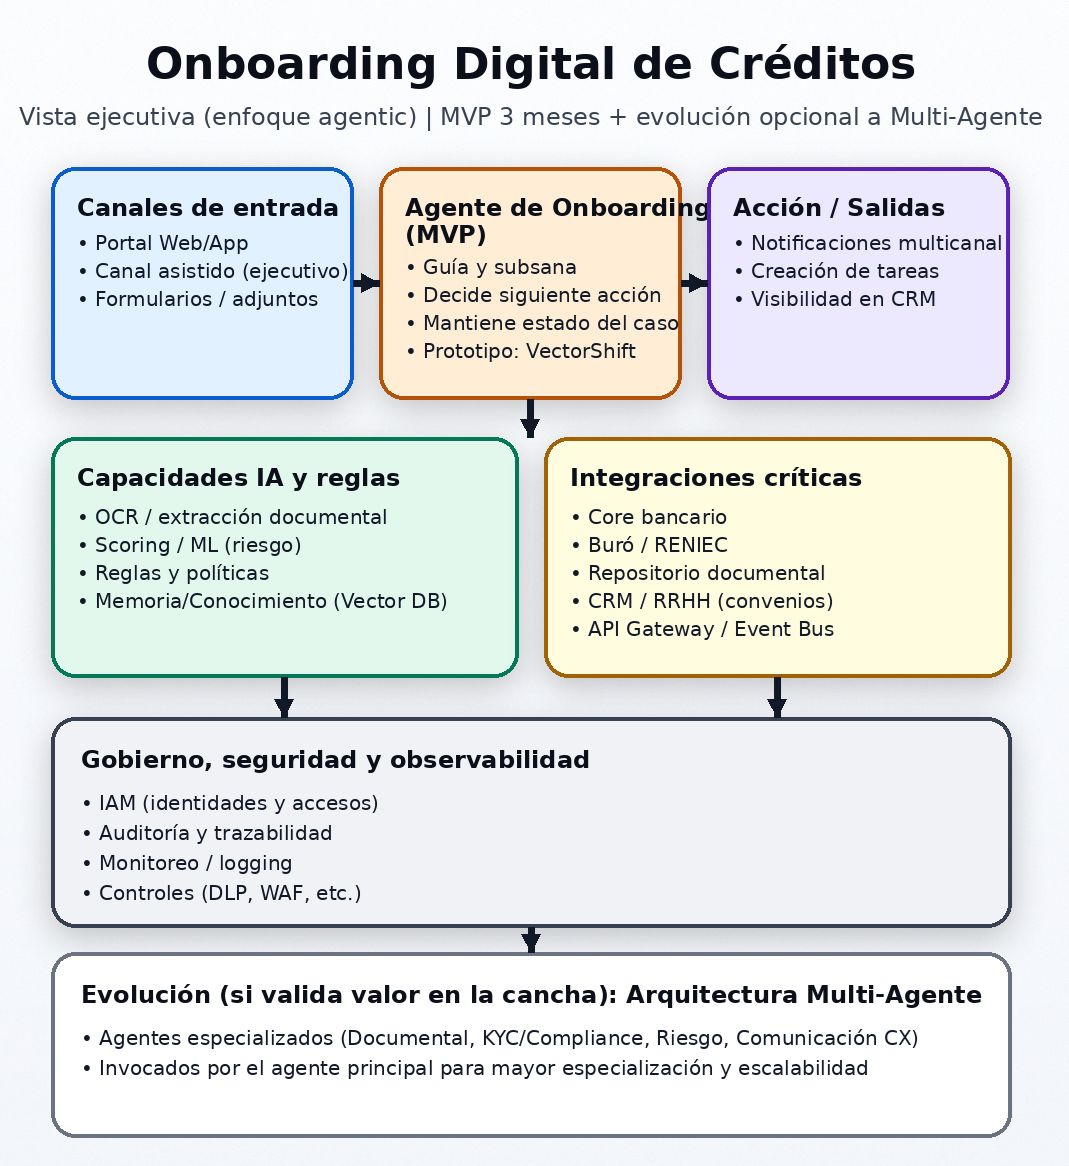 Onboarding Digital de Créditos
Vista ejecutiva (enfoque agentic) | MVP 3 meses + evolución opcional a Multi-Agente
Canales de entrada
• Portal Web/App
• Canal asistido (ejecutivo)
• Formularios / adjuntos
Agente de Onboarding
(MVP)
• Guía y subsana
• Decide siguiente acción
• Mantiene estado del caso
• Prototipo: VectorShift
Acción / Salidas
• Notificaciones multicanal
• Creación de tareas
• Visibilidad en CRM
Capacidades IA y reglas
• OCR / extracción documental
• Scoring / ML (riesgo)
• Reglas y políticas
• Memoria/Conocimiento (Vector DB)
Integraciones críticas
• Core bancario
• Buró / RENIEC
• Repositorio documental
• CRM / RRHH (convenios)
• API Gateway / Event Bus
Gobierno, seguridad y observabilidad
• IAM (identidades y accesos)
• Auditoría y trazabilidad
• Monitoreo / logging
• Controles (DLP, WAF, etc.)
Evolución (si valida valor en la cancha): Arquitectura Multi-Agente
• Agentes especializados (Documental, KYC/Compliance, Riesgo, Comunicación CX)
• Invocados por el agente principal para mayor especialización y escalabilidad